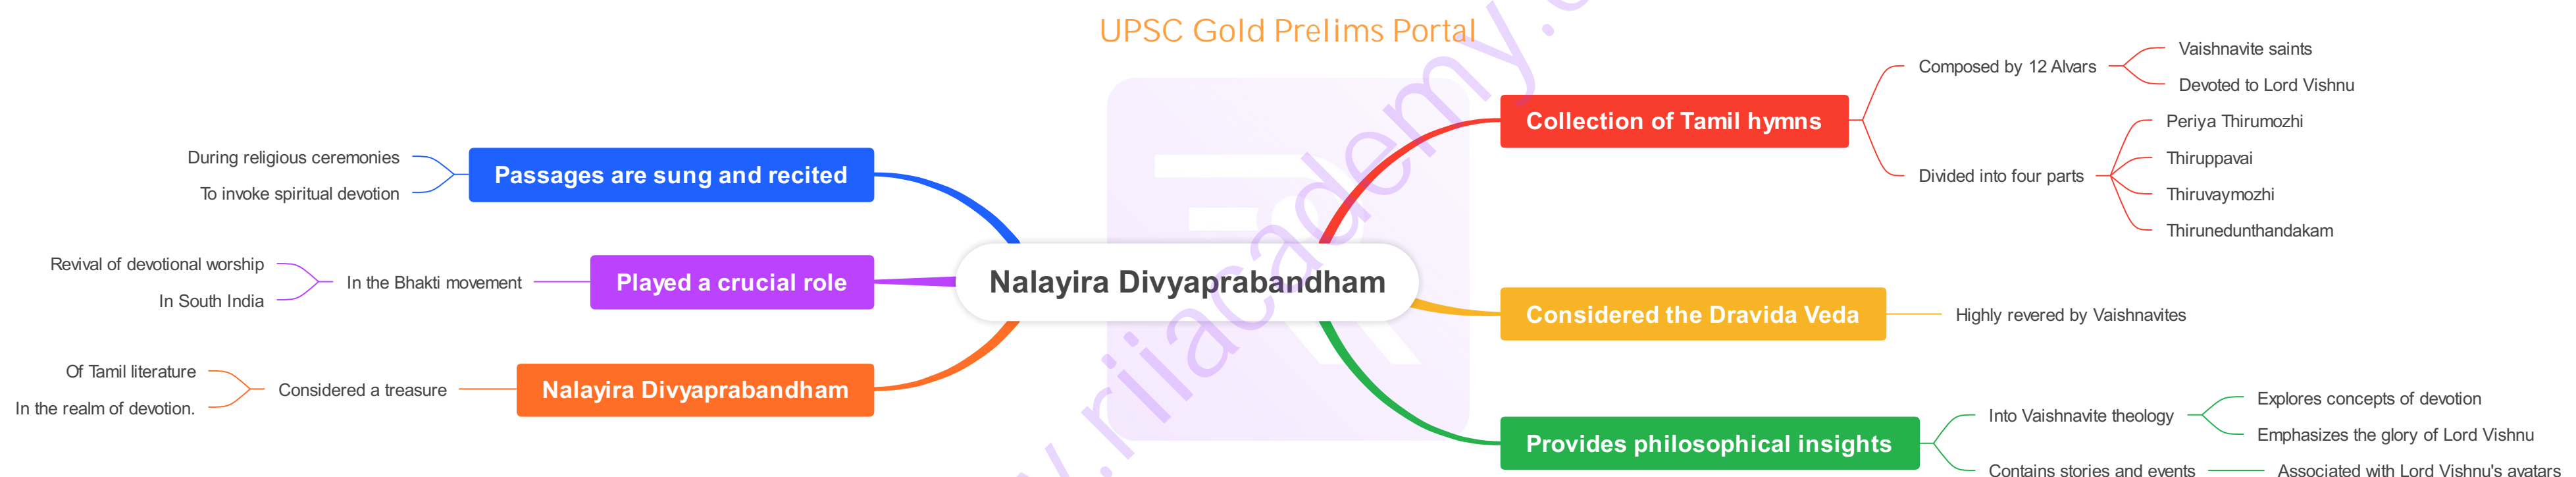 UPSC Gold Prelims Portal
Nalayira Divyaprabandham
Collection of Tamil hymns
Composed by 12 Alvars
Vaishnavite saints
Devoted to Lord Vishnu
Divided into four parts
Periya Thirumozhi
Thiruppavai
Thiruvaymozhi
Thirunedunthandakam
Considered the Dravida Veda
Highly revered by Vaishnavites
Provides philosophical insights
Into Vaishnavite theology
Explores concepts of devotion
Emphasizes the glory of Lord Vishnu
Contains stories and events
Associated with Lord Vishnu's avatars
Passages are sung and recited
During religious ceremonies
To invoke spiritual devotion
Played a crucial role
In the Bhakti movement
Revival of devotional worship
In South India
Nalayira Divyaprabandham
Considered a treasure
Of Tamil literature
In the realm of devotion.